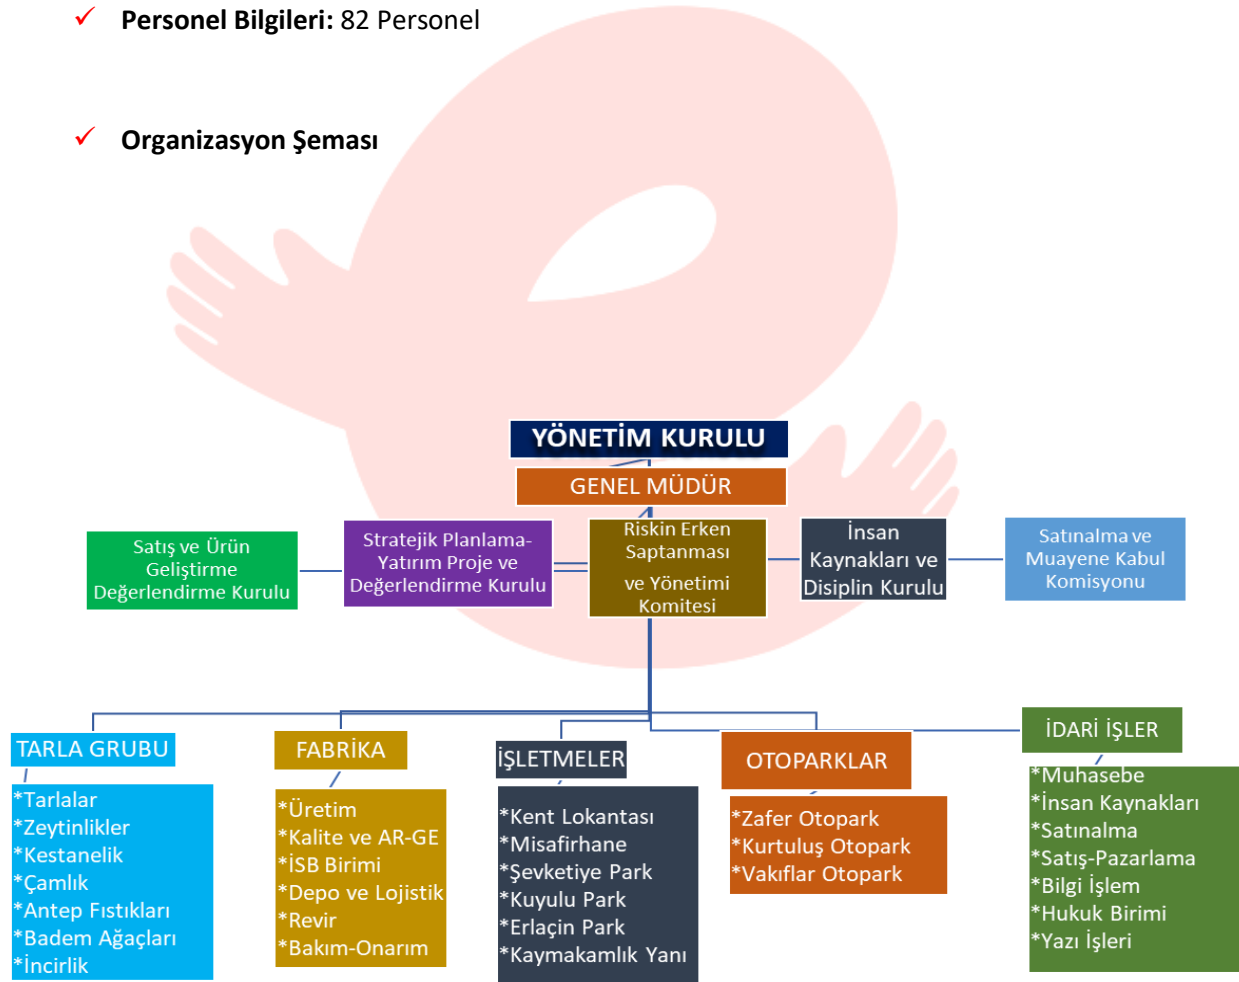 Personel Bilgileri: 82 Personel
Organizasyon Şeması
YÖNETİM KURULU
GENEL MÜDÜR
Satış ve Ürün
Geliştirme
Değerlendirme Kurulu
Stratejik Planlama-
Yatırım Proje ve
Değerlendirme Kurulu
Riskin Erken
Saptanması
ve Yönetimi
Komitesi
İnsan
Kaynakları ve
Disiplin Kurulu
Satınalma ve
Muayene Kabul
Komisyonu
TARLA GRUBU
*Tarlalar
*Zeytinlikler
*Kestanelik
*Çamlık
*Antep Fıstıkları
*Badem Ağaçları
*İncirlik
FABRİKA
*Üretim
*Kalite ve AR-GE
*İSB Birimi
*Depo ve Lojistik
*Revir
*Bakım-Onarım
İŞLETMELER
*Kent Lokantası
*Misafirhane
*Şevketiye Park
*Kuyulu Park
*Erlaçin Park
*Kaymakamlık Yanı
OTOPARKLAR
*Zafer Otopark
*Kurtuluş Otopark
*Vakıflar Otopark
İDARİ İŞLER
*Muhasebe
*İnsan Kaynakları
*Satınalma
*Satış-Pazarlama
*Bilgi İşlem
*Hukuk Birimi
*Yazı İşleri